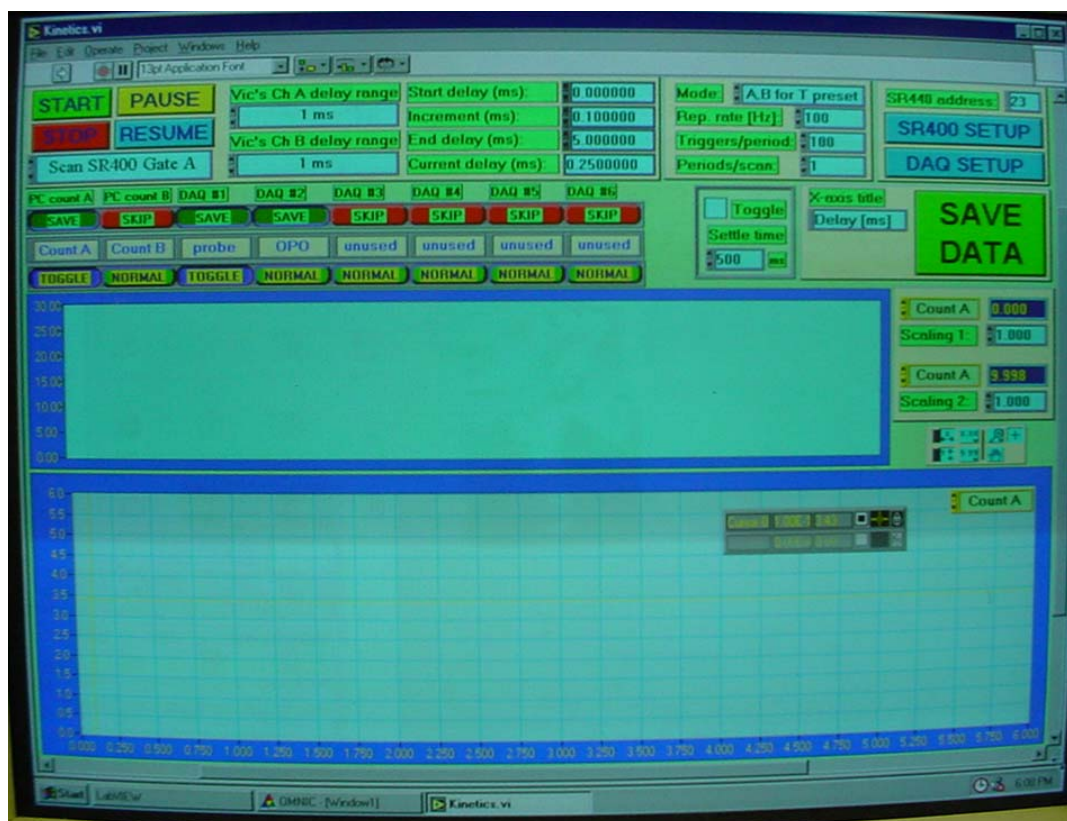 Kinetics.vi
File Edit Operate Project Windows Help
13pt Application Font
START PAUSE Vic's Ch A delay range Start delay (ms): 0.000000 Mode: A,B for T preset SR440 address: 23
1 ms Increment (ms): 0.100000 Rep. rate [Hz]: 100
STOP RESUME Vic's Ch B delay range End delay (ms): 5.000000 Triggers/period: 100 SR400 SETUP
Scan SR400 Gate A 1 ms Current delay (ms): 0.2500000 Periods/scan: 1 DAQ SETUP
PC count A PC count B DAQ #1 DAQ #2 DAQ #3 DAQ #4 DAQ #5 DAQ #6
SAVE SKIP SAVE SAVE SKIP SKIP SKIP SKIP
Count A Count B probe OPO unused unused unused unused
TOGGLE NORMAL TOGGLE NORMAL NORMAL NORMAL NORMAL NORMAL
Toggle
Settle time
500 ms
X-axis title
Delay [ms]
SAVE
DATA
30.00
25.00
20.00
15.00
10.00
5.00
0.00
Count A 0.000
Scaling 1: 1.000
Count A 9.998
Scaling 2: 1.000
Count A
6.0
5.5
5.0
4.5
4.0
3.5
3.0
2.5
2.0
1.5
1.0
0.5
0.0
0.000 0.250 0.500 0.750 1.000 1.250 1.500 1.750 2.000 2.250 2.500 2.750 3.000 3.250 3.500 3.750 4.000 4.250 4.500 4.750 5.000 5.250 5.500 5.750 6.000
Start LabVIEW OMNIC - [Window1] Kinetics.vi 6:00 PM